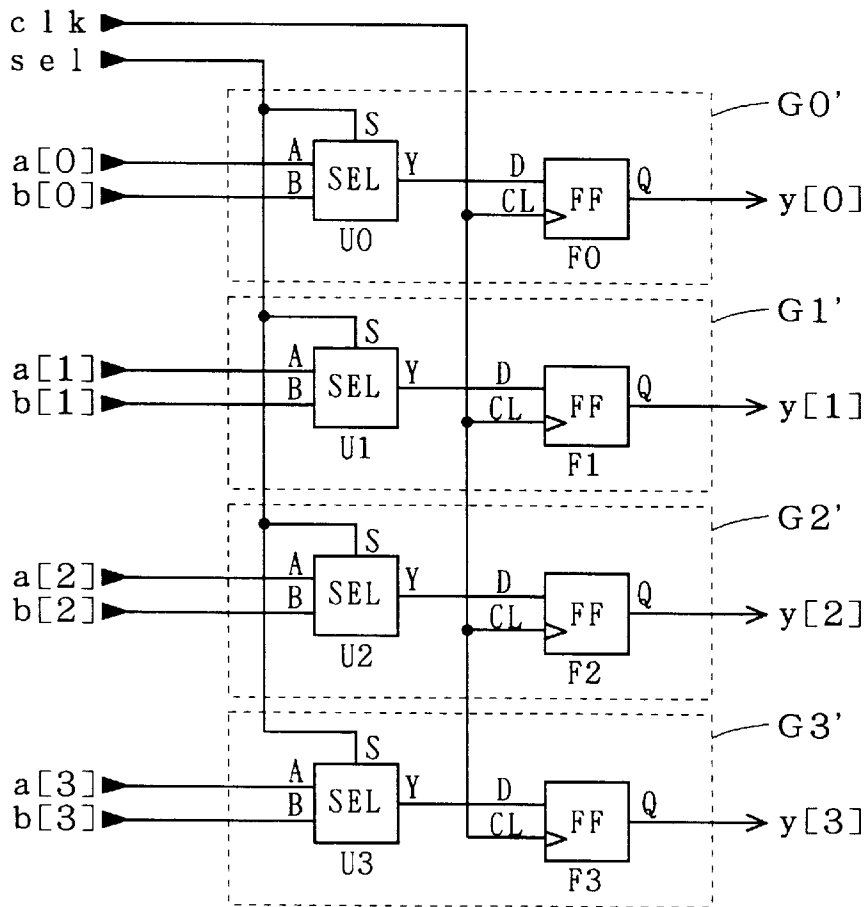 clk
sel
G0'
S
a[0]
A
SEL
Y
D
FF
Q
b[0]
B
CL
y[0]
U0
F0
G1'
S
a[1]
A
SEL
Y
D
FF
Q
b[1]
B
CL
y[1]
U1
F1
G2'
S
a[2]
A
SEL
Y
D
FF
Q
b[2]
B
CL
y[2]
U2
F2
G3'
S
a[3]
A
SEL
Y
D
FF
Q
b[3]
B
CL
y[3]
U3
F3